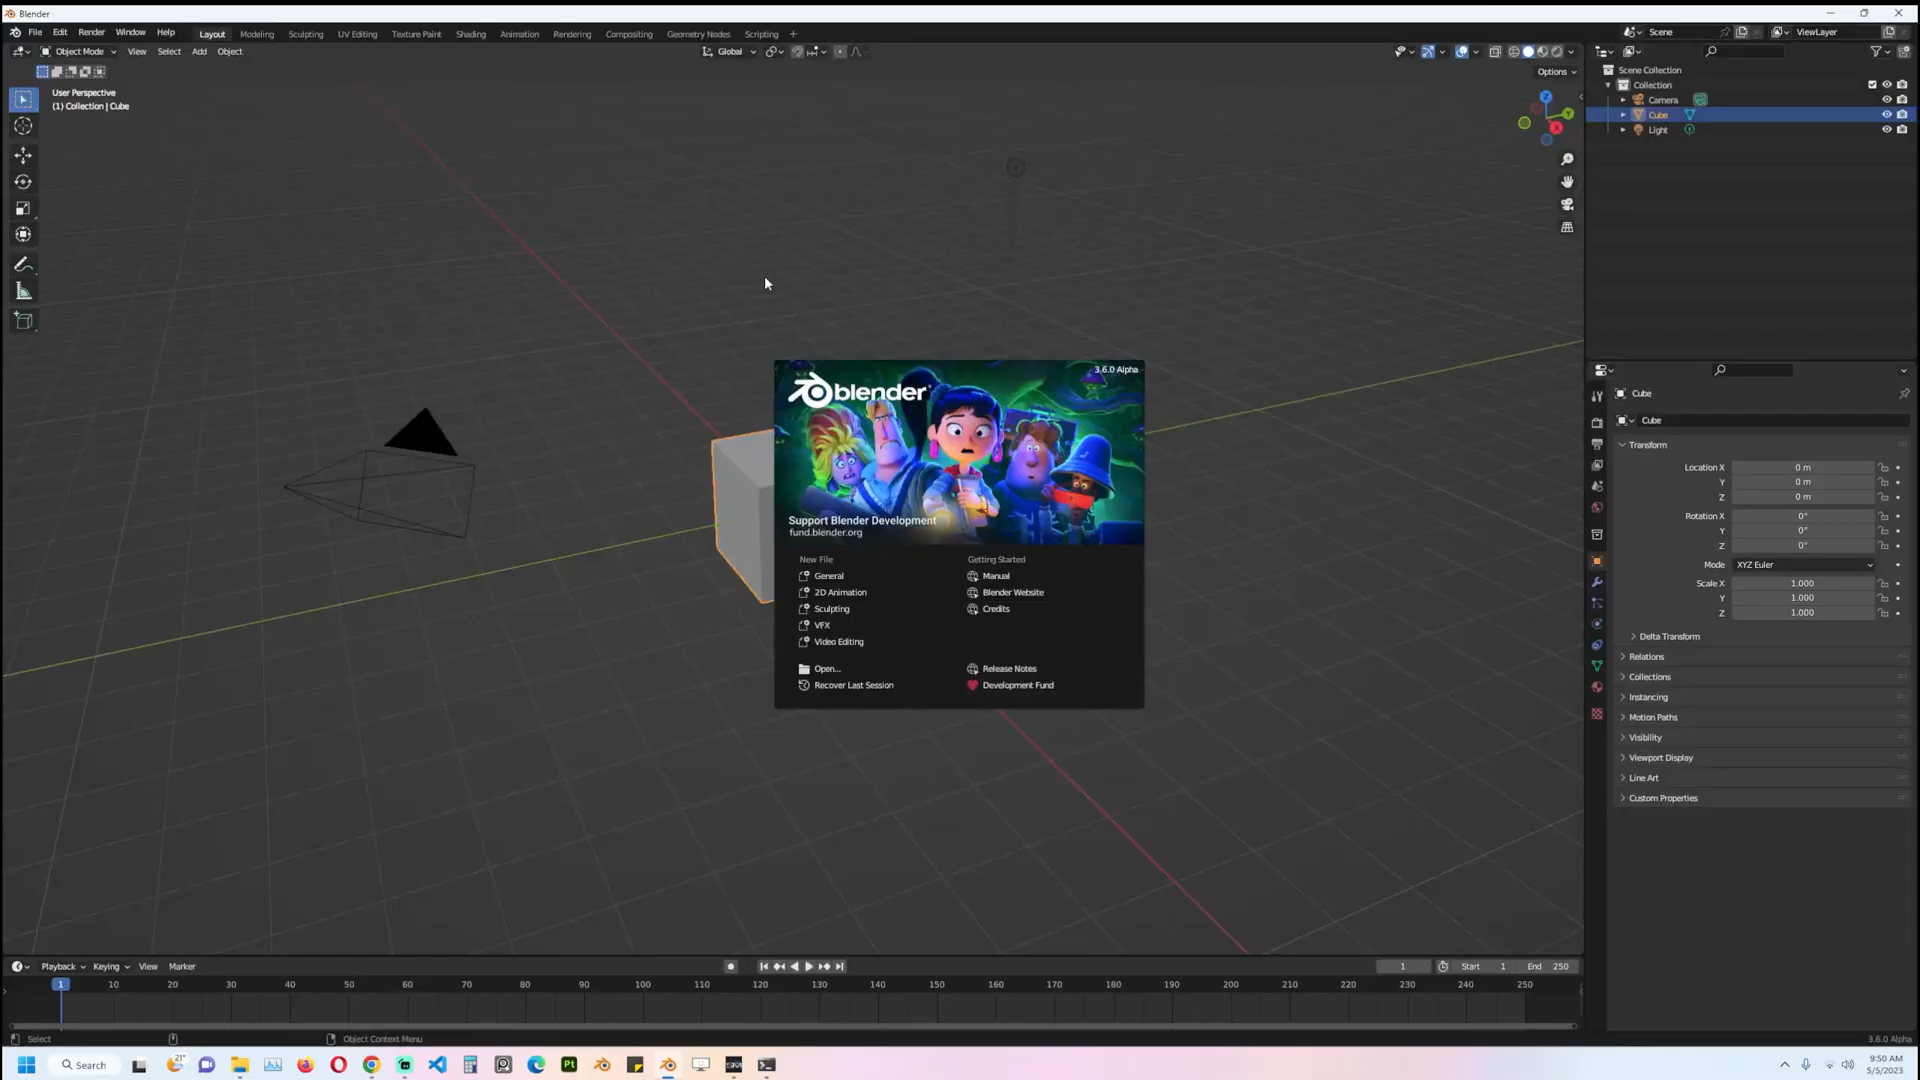 Blender
File Edit Render Window Help Layout Modeling Sculpting UV Editing Texture Paint Shading Animation Rendering Compositing Geometry Nodes Scripting + Scene ViewLayer
Object Mode View Select Add Object Global
Options
User Perspective
(1) Collection | Cube
Z
Y
X
Scene Collection
Collection
Camera
Cube
Light
3.6.0 Alpha
blender
Support Blender Development
fund.blender.org
New File
General
2D Animation
Sculpting
VFX
Video Editing
Open...
Recover Last Session
Getting Started
Manual
Blender Website
Credits
Release Notes
Development Fund
Cube
Cube
Transform
Location X 0 m
Y 0 m
Z 0 m
Rotation X 0°
Y 0°
Z 0°
Mode XYZ Euler
Scale X 1.000
Y 1.000
Z 1.000
Delta Transform
Relations
Collections
Instancing
Motion Paths
Visibility
Viewport Display
Line Art
Custom Properties
Playback Keying View Marker 1 Start 1 End 250
1 10 20 30 40 50 60 70 80 90 100 110 120 130 140 150 160 170 180 190 200 210 220 230 240 250
Select Object Context Menu 3.6.0 Alpha
Search 21° Pt 9:50 AM
5/5/2023